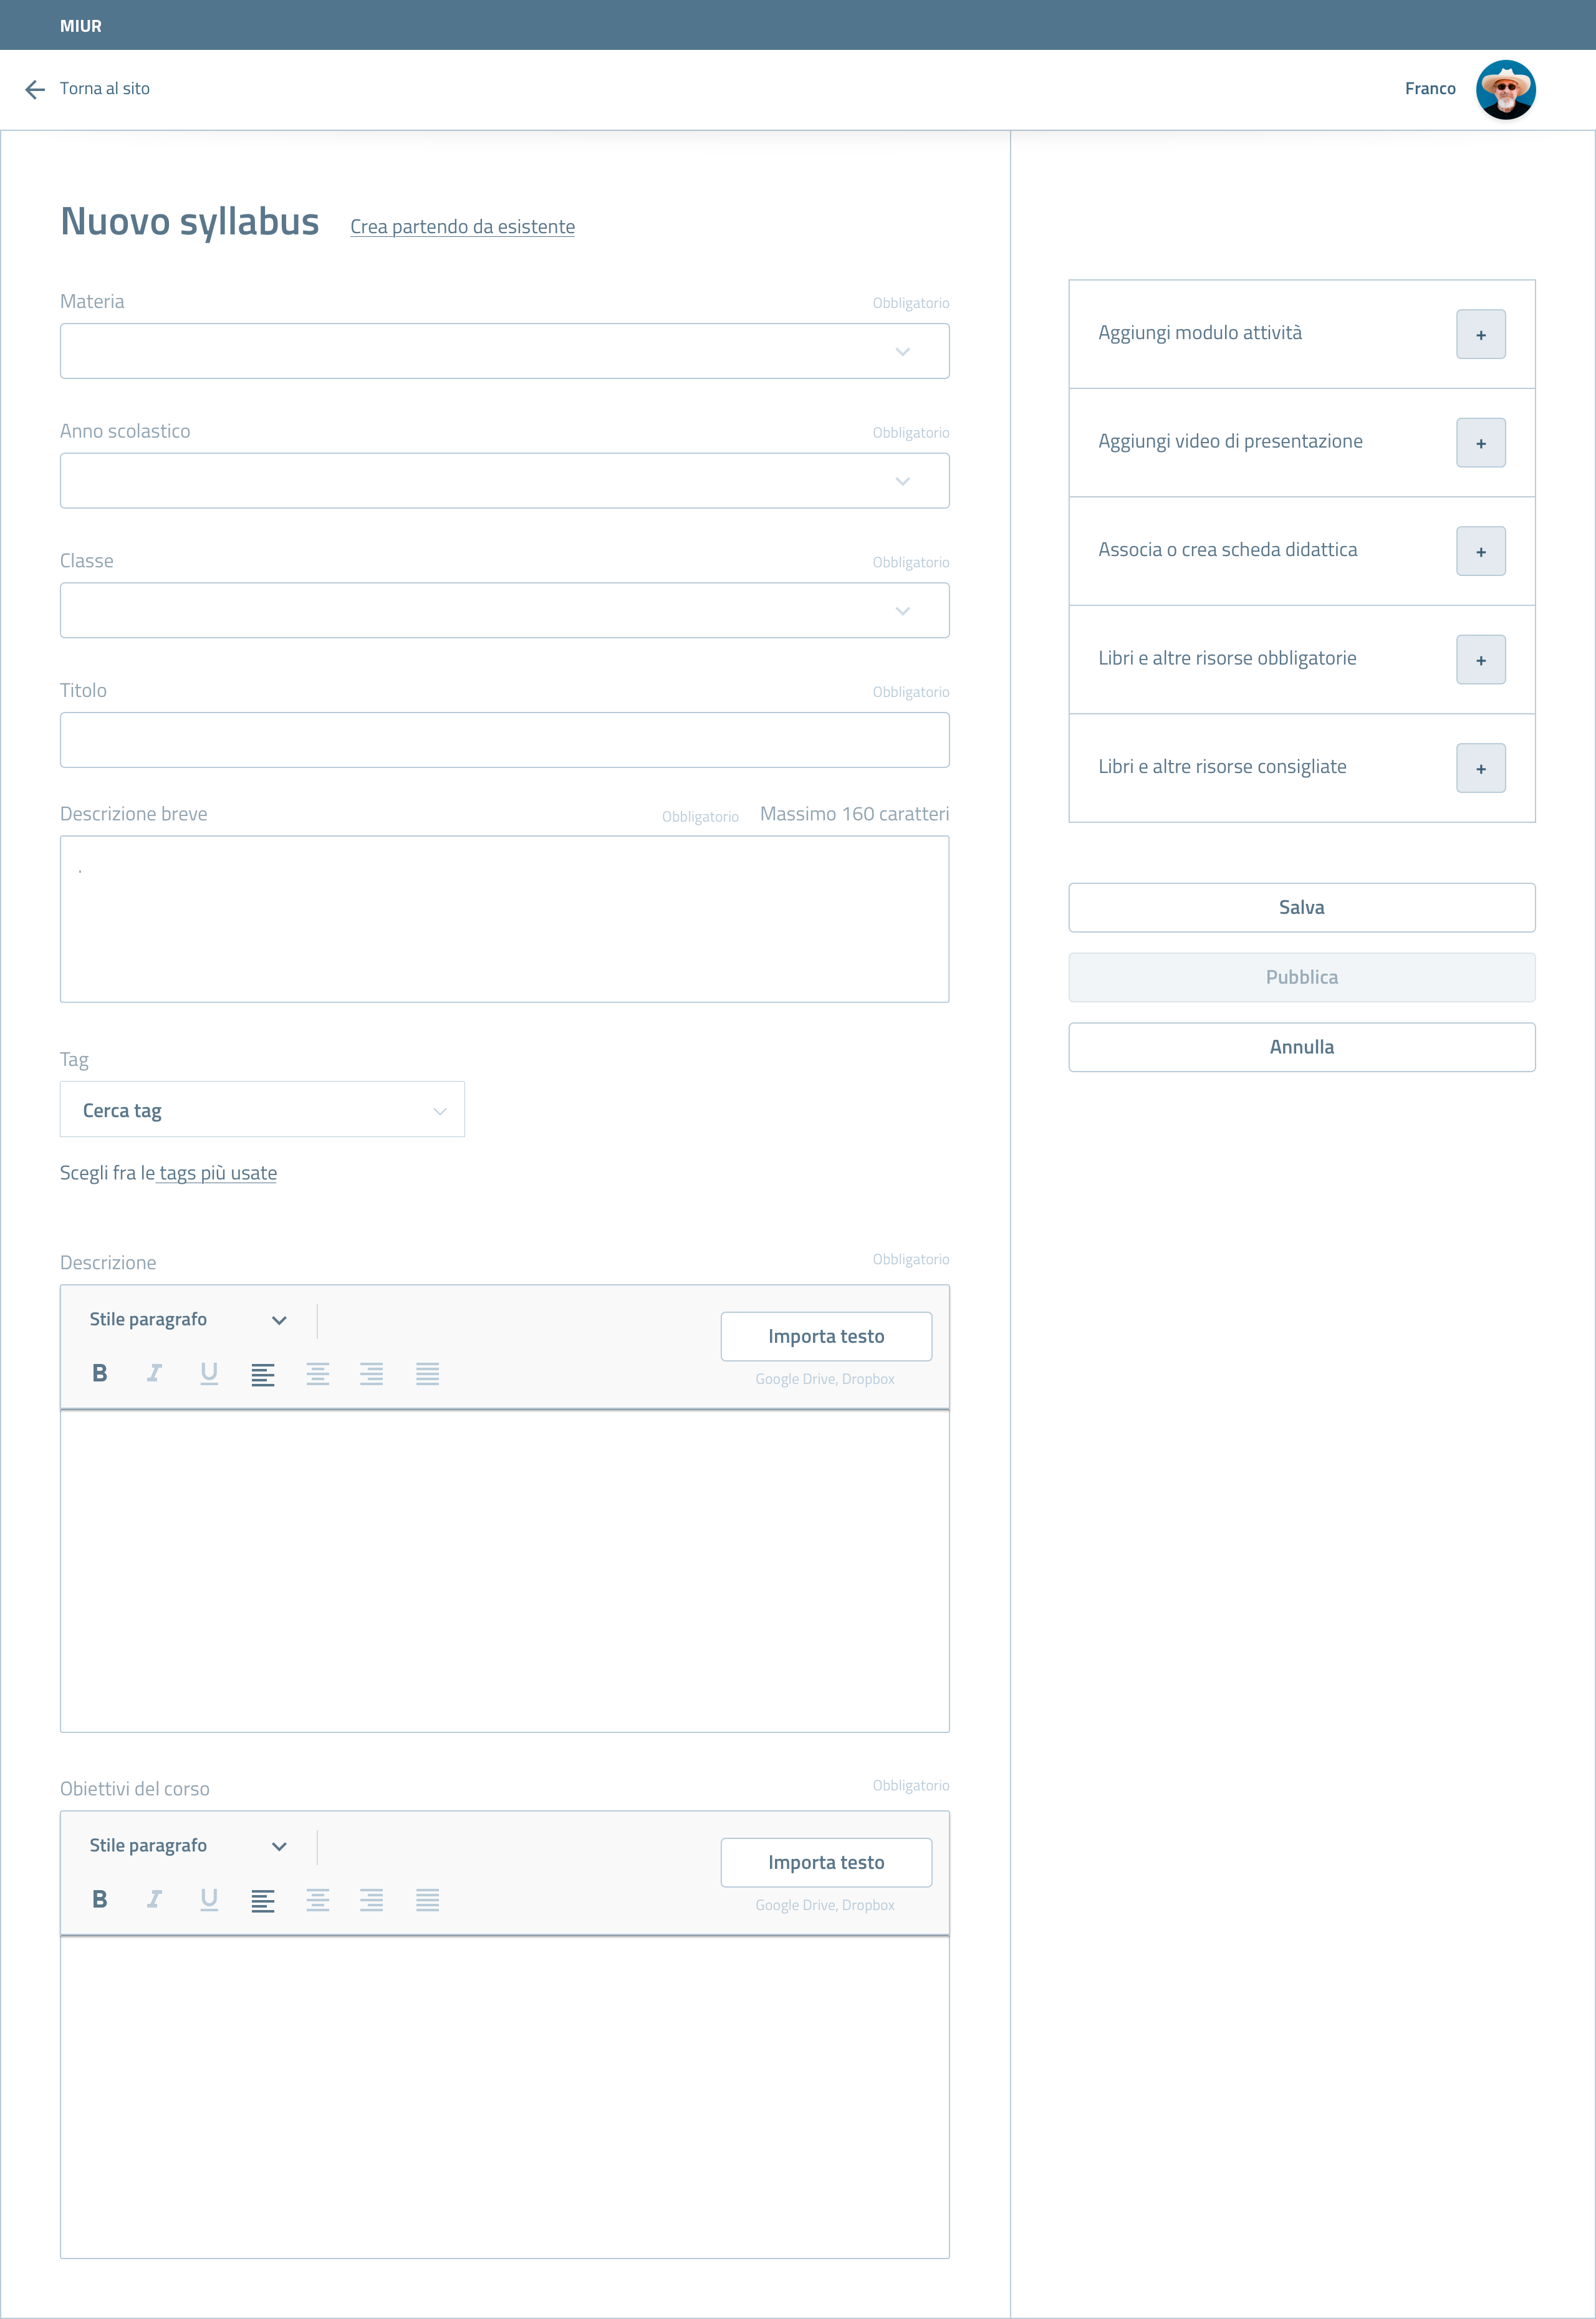 MIUR
Torna al sito
Franco
Nuovo syllabus
Crea partendo da esistente
Materia
Obbligatorio
Anno scolastico
Obbligatorio
Classe
Obbligatorio
Titolo
Obbligatorio
Descrizione breve
Obbligatorio
Massimo 160 caratteri
.
Tag
Cerca tag
Scegli fra le tags più usate
Descrizione
Obbligatorio
Stile paragrafo
Importa testo
B I U
Google Drive, Dropbox
Obiettivi del corso
Obbligatorio
Stile paragrafo
Importa testo
B I U
Google Drive, Dropbox
Aggiungi modulo attività
+
Aggiungi video di presentazione
+
Associa o crea scheda didattica
+
Libri e altre risorse obbligatorie
+
Libri e altre risorse consigliate
+
Salva
Pubblica
Annulla